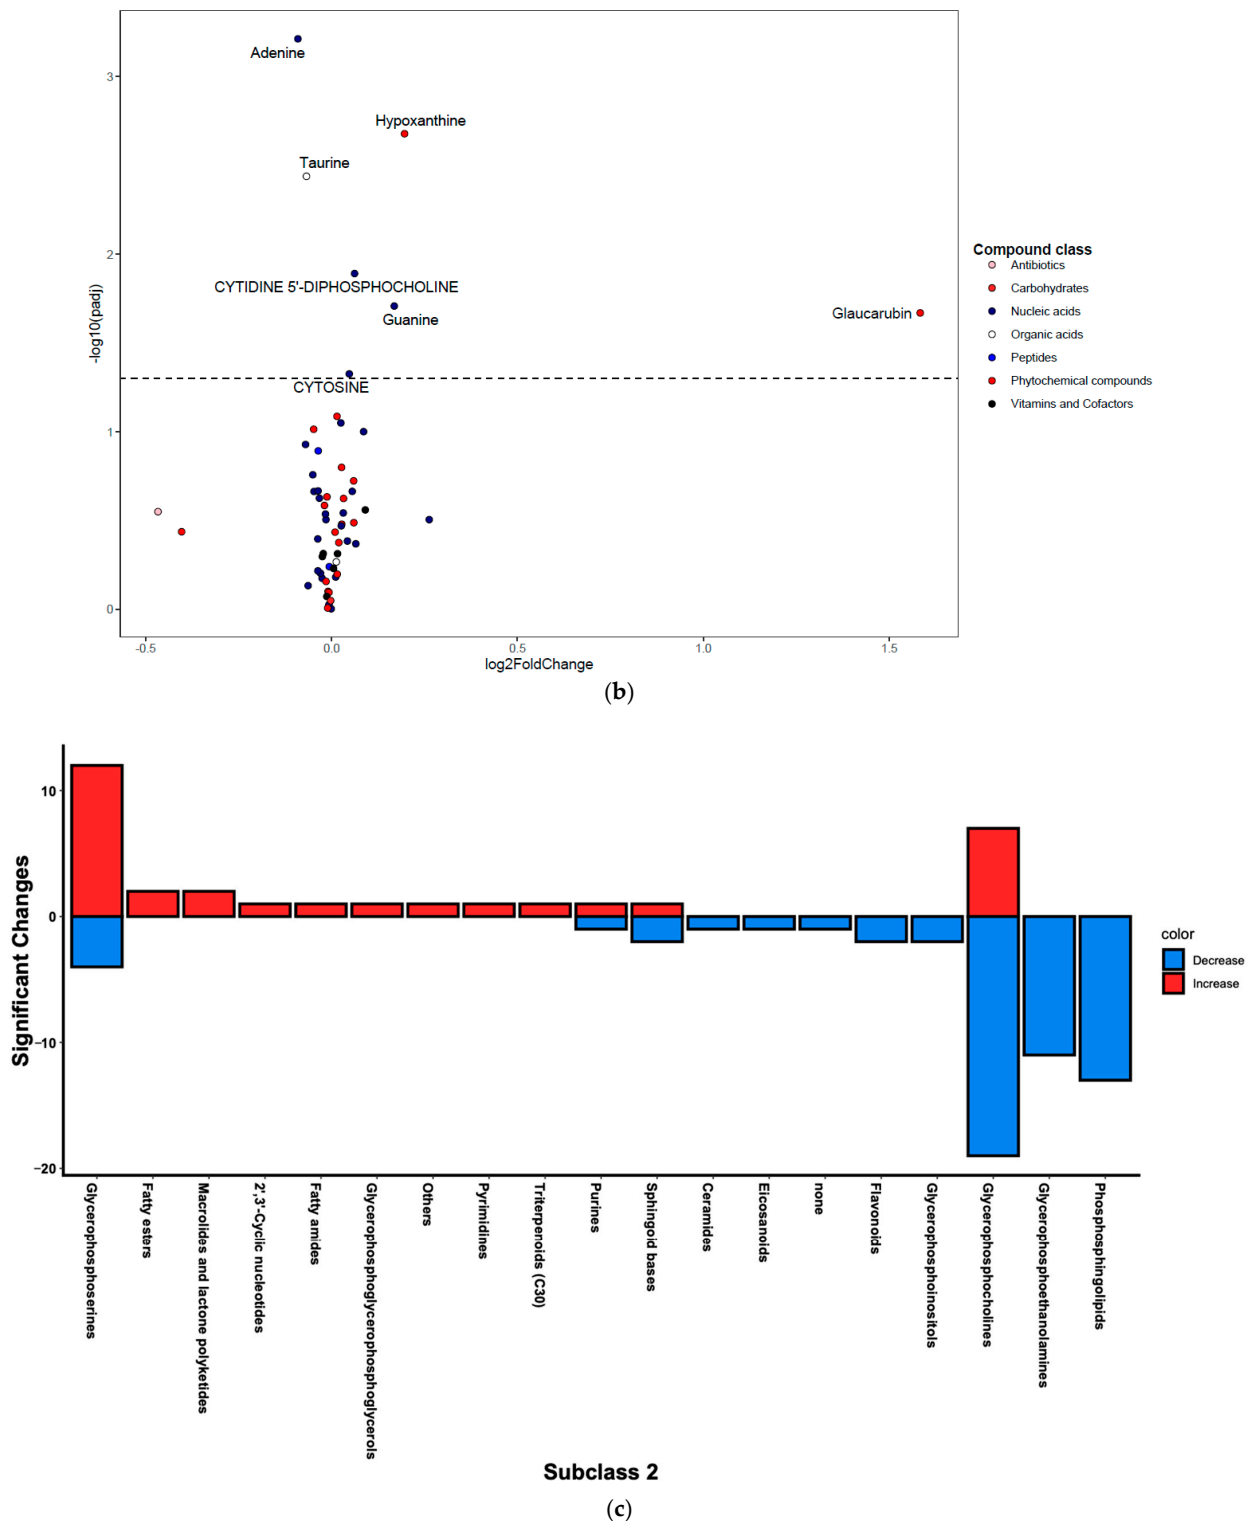 Adenine
Hypoxanthine
Taurine
CYTIDINE 5'-DIPHOSPHOCHOLINE
Guanine
Glaucarubin
CYTOSINE
-log10(padj)
3
2
1
0
-0.5
0.0
0.5
1.0
1.5
log2FoldChange
Compound class
Antibiotics
Carbohydrates
Nucleic acids
Organic acids
Peptides
Phytochemical compounds
Vitamins and Cofactors
(b)
Significant Changes
10
0
-10
-20
Glycerophosphoserines
Fatty esters
Macrolides and lactone polyketides
2',3'-Cyclic nucleotides
Fatty amides
Glycerophosphoglycerophosphoglycerols
Others
Pyrimidines
Triterpenoids (C30)
Purines
Sphingoid bases
Ceramides
Eicosanoids
none
Flavonoids
Glycerophosphoinositols
Glycerophosphocholines
Glycerophosphoethanolamines
Phosphosphingolipids
color
Decrease
Increase
Subclass 2
(c)